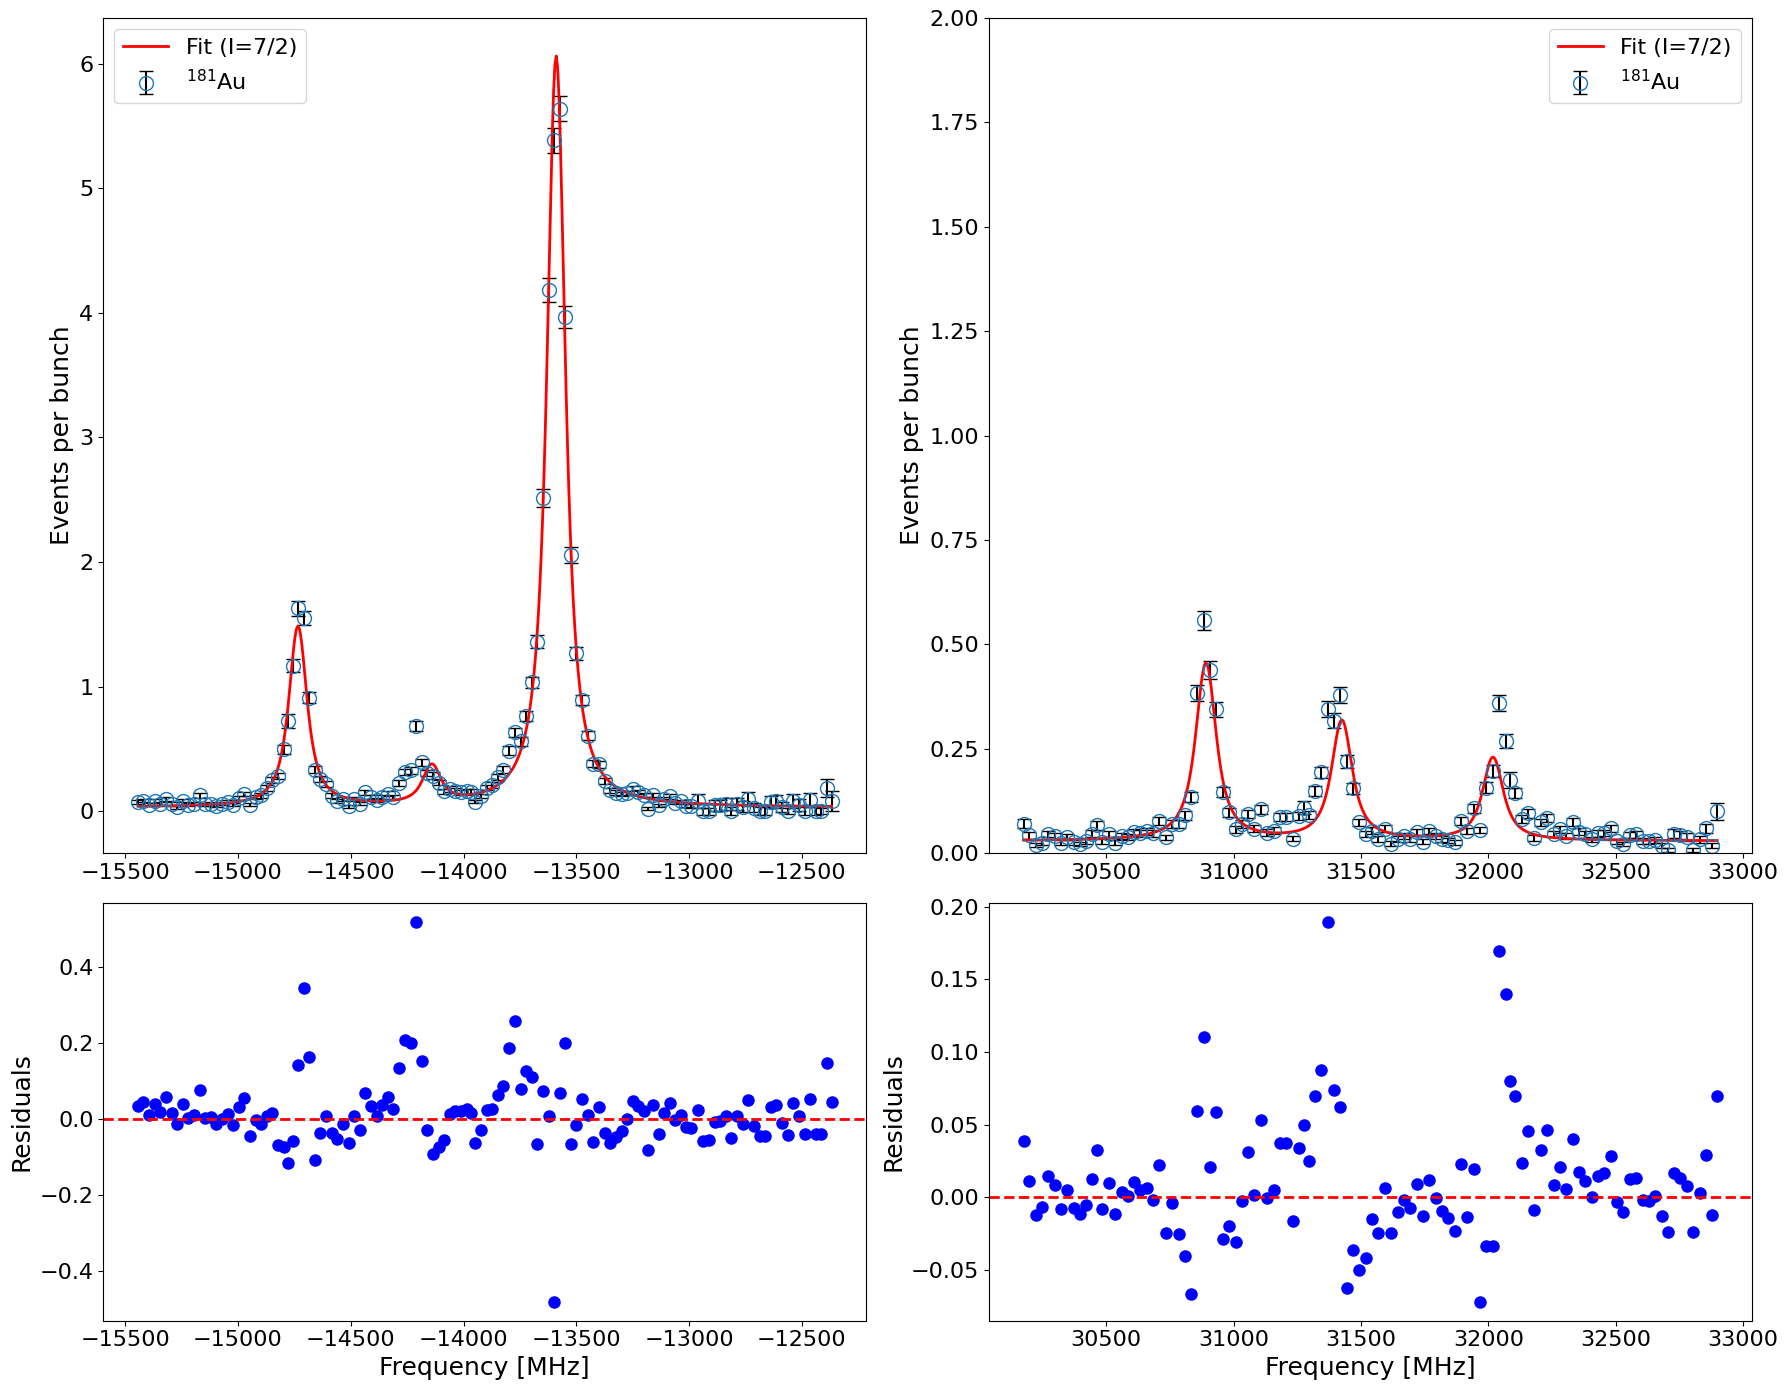 Fit (I=7/2)
¹⁸¹Au
Events per bunch
6
5
4
3
2
1
0
−15500 −15000 −14500 −14000 −13500 −13000 −12500
Fit (I=7/2)
¹⁸¹Au
Events per bunch
2.00
1.75
1.50
1.25
1.00
0.75
0.50
0.25
0.00
30500 31000 31500 32000 32500 33000
Residuals
0.4
0.2
0.0
−0.2
−0.4
−15500 −15000 −14500 −14000 −13500 −13000 −12500
Frequency [MHz]
Residuals
0.20
0.15
0.10
0.05
0.00
−0.05
30500 31000 31500 32000 32500 33000
Frequency [MHz]